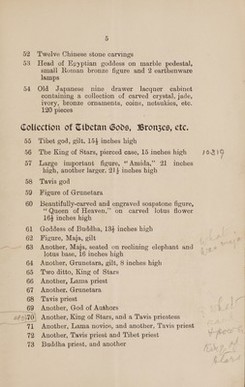 5
52 Twelve Chinese stone carvings
53 Head of Egyptian goddess on marble pedestal,
small Roman bronze figure and 2 earthenware
lamps
54 Old Japanese nine drawer lacquer cabinet
containing a collection of carved crystal, jade,
ivory, bronze ornaments, coins, netsukies, etc.
120 pieces
Collection of Tibetan Gods, Bronzes, etc.
55 Tibet god, gilt, 15½ inches high
56 The King of Stars, pierced case, 15 inches high 10219
57 Large important figure, "Amida," 21 inches
high, another larger, 21½ inches high
58 Tavis god
59 Figure of Grunetara
60 Beautifully-carved and engraved soapstone figure,
"Queen of Heaven," on carved lotus flower
16½ inches high
61 Goddess of Buddha, 13½ inches high
62 Figure, Maja, gilt
63 Another, Maja, seated on reclining elephant and
lotus base, 16 inches high
64 Another, Grunetara, gilt, 8 inches high
65 Two ditto, King of Stars
66 Another, Lama priest
67 Another, Grunetara
68 Tavis priest
69 Another, God of Authors
70 Another, King of Stars, and a Tavis priestess
71 Another, Lama novice, and another, Tavis priest
72 Another, Tavis priest and Tibet priest
73 Buddha priest, and another